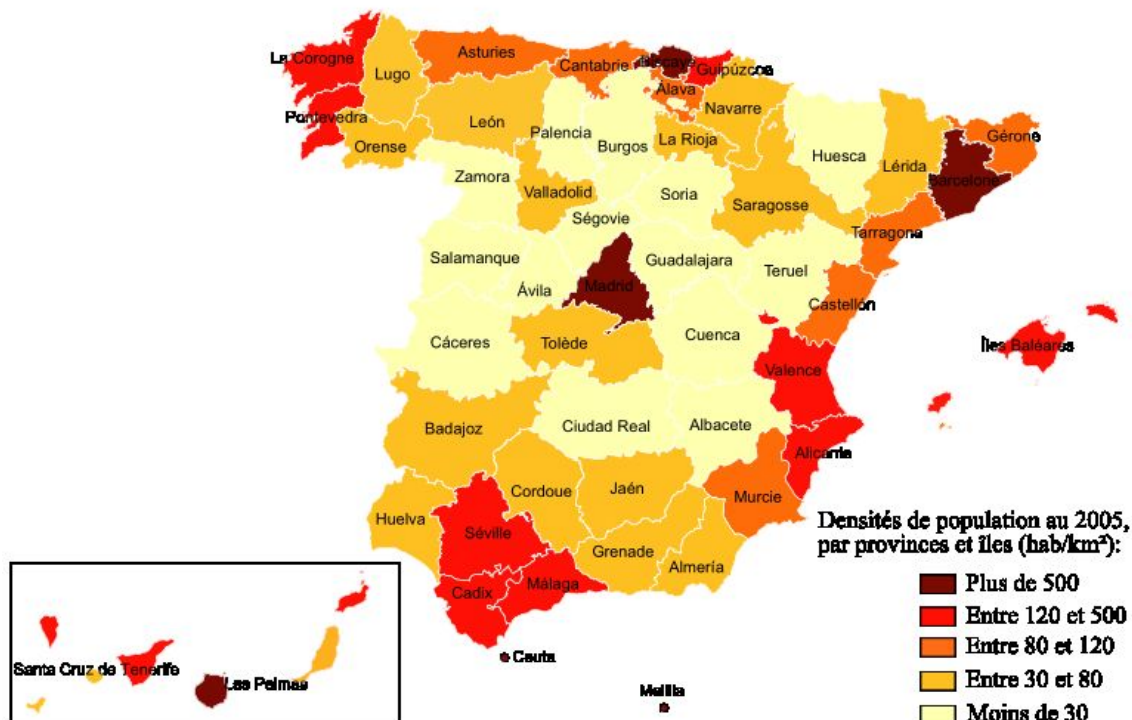 La Corogne
Lugo
Asturies
Cantabrie
Biscaye
Guipúzcoa
Álava
Navarre
Pontevedra
Orense
León
Palencia
Burgos
La Rioja
Huesca
Lérida
Gérone
Barcelone
Zamora
Valladolid
Soria
Saragosse
Tarragone
Ségovie
Salamanque
Ávila
Madrid
Guadalajara
Teruel
Castellón
Cáceres
Tolède
Cuenca
Valence
Îles Baléares
Badajoz
Ciudad Real
Albacete
Alicante
Huelva
Séville
Cordoue
Jaén
Murcie
Cadix
Málaga
Grenade
Almería
Ceuta
Melilla
Santa Cruz de Tenerife
Las Palmas
Densités de population au 2005,
par provinces et îles (hab/km²):
Plus de 500
Entre 120 et 500
Entre 80 et 120
Entre 30 et 80
Moins de 30